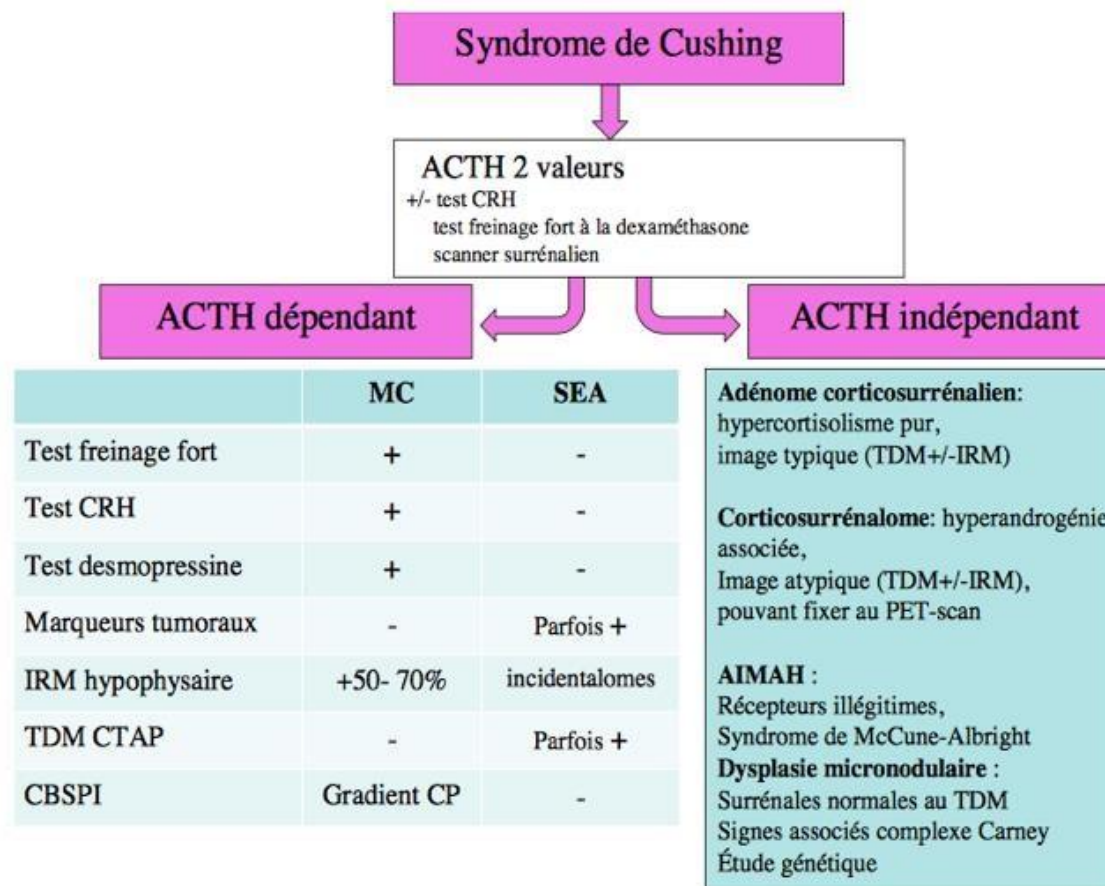 Syndrome de Cushing
ACTH 2 valeurs
+/- test CRH
test freinage fort à la dexaméthasone
scanner surrénalien
ACTH dépendant
ACTH indépendant
MC SEA
Test freinage fort + -
Test CRH + -
Test desmopressine + -
Marqueurs tumoraux - Parfois +
IRM hypophysaire +50- 70% incidentalomes
TDM CTAP - Parfois +
CBSPI Gradient CP -
Adénome corticosurrénalien:
hypercortisolisme pur,
image typique (TDM+/-IRM)
Corticosurrénalome: hyperandrogénie
associée,
Image atypique (TDM+/-IRM),
pouvant fixer au PET-scan
AIMAH :
Récepteurs illégitimes,
Syndrome de McCune-Albright
Dysplasie micronodulaire :
Surrénales normales au TDM
Signes associés complexe Carney
Étude génétique